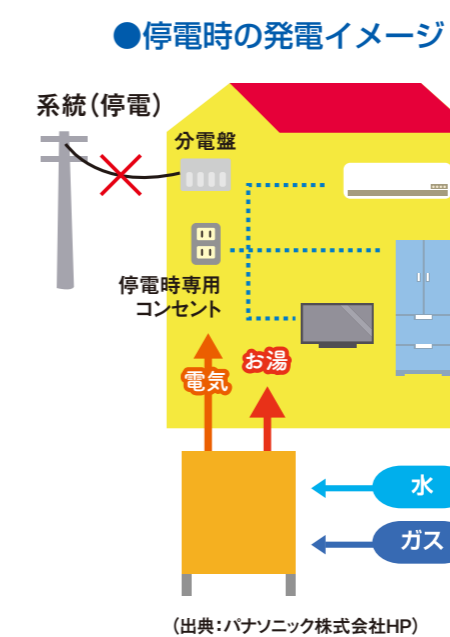 ●停電時の発電イメージ
系統(停電)
分電盤
停電時専用
コンセント
電気
お湯
水
ガス
(出典:パナソニック株式会社HP)